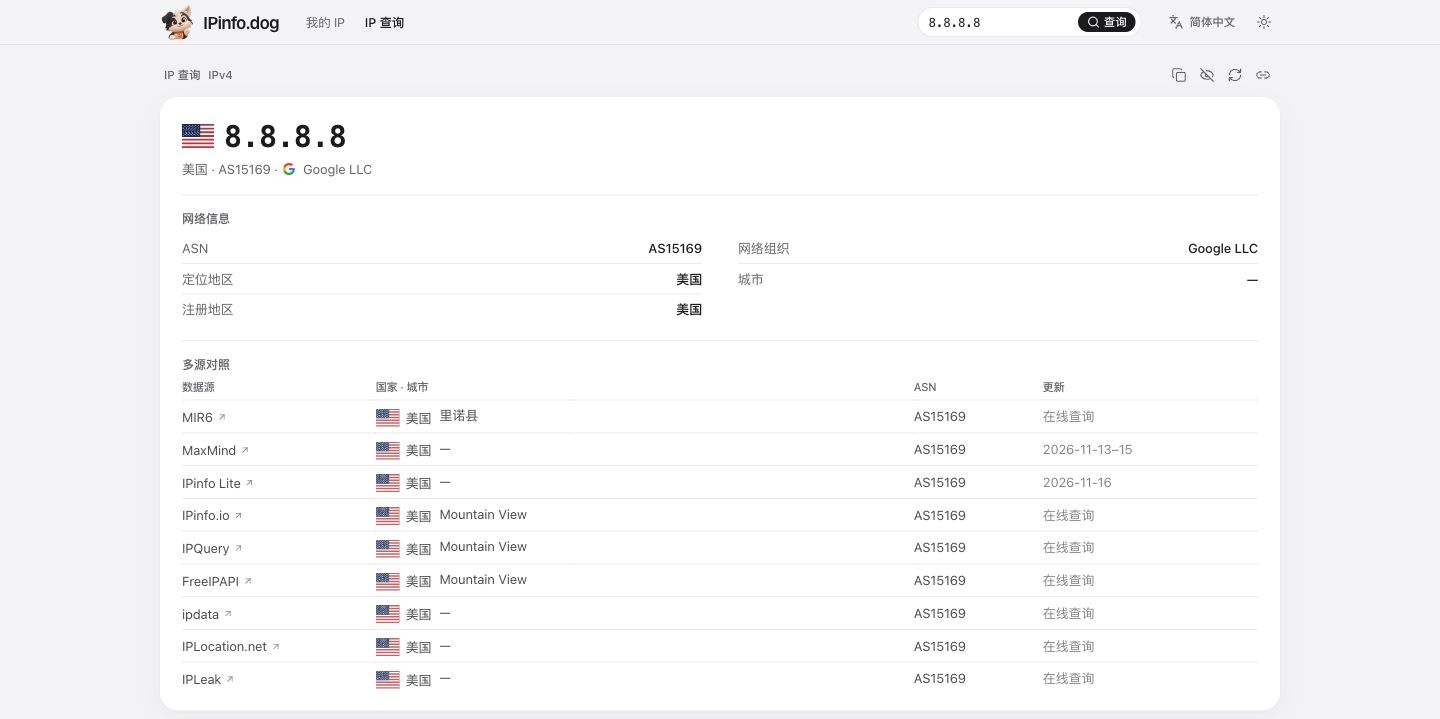 IPinfo.dog 我的 IP IP 查询 8.8.8.8 查询 简体中文
IP 查询 IPv4
8.8.8.8
美国 · AS15169 · Google LLC
网络信息
ASN AS15169 网络组织 Google LLC
定位地区 美国 城市 —
注册地区 美国
多源对照
数据源 国家 · 城市 ASN 更新
MIR6 ↗ 美国 里诺县 AS15169 在线查询
MaxMind ↗ 美国 — AS15169 2026-11-13–15
IPinfo Lite ↗ 美国 — AS15169 2026-11-16
IPinfo.io ↗ 美国 Mountain View AS15169 在线查询
IPQuery ↗ 美国 Mountain View AS15169 在线查询
FreeIPAPI ↗ 美国 Mountain View AS15169 在线查询
ipdata ↗ 美国 — AS15169 在线查询
IPLocation.net ↗ 美国 — AS15169 在线查询
IPLeak ↗ 美国 — AS15169 在线查询